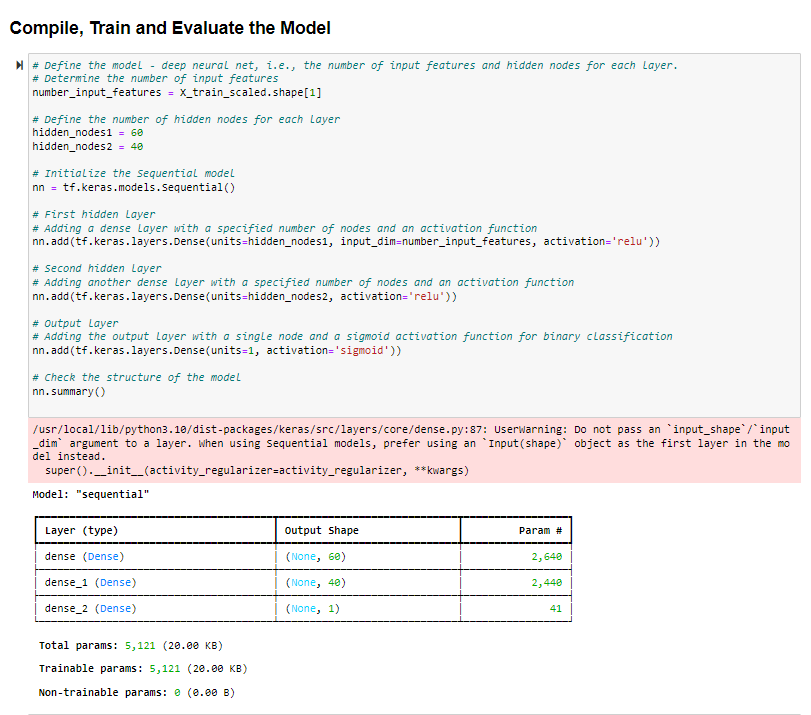 Compile, Train and Evaluate the Model
# Define the model - deep neural net, i.e., the number of input features and hidden nodes for each layer.
# Determine the number of input features
number_input_features = X_train_scaled.shape[1]
# Define the number of hidden nodes for each layer
hidden_nodes1 = 60
hidden_nodes2 = 40
# Initialize the Sequential model
nn = tf.keras.models.Sequential()
# First hidden layer
# Adding a dense layer with a specified number of nodes and an activation function
nn.add(tf.keras.layers.Dense(units=hidden_nodes1, input_dim=number_input_features, activation='relu'))
# Second hidden layer
# Adding another dense layer with a specified number of nodes and an activation function
nn.add(tf.keras.layers.Dense(units=hidden_nodes2, activation='relu'))
# Output layer
# Adding the output layer with a single node and a sigmoid activation function for binary classification
nn.add(tf.keras.layers.Dense(units=1, activation='sigmoid'))
# Check the structure of the model
nn.summary()
/usr/local/lib/python3.10/dist-packages/keras/src/layers/core/dense.py:87: UserWarning: Do not pass an `input_shape`/`input
_dim` argument to a layer. When using Sequential models, prefer using an `Input(shape)` object as the first layer in the mo
del instead.
super().__init__(activity_regularizer=activity_regularizer, **kwargs)
Model: "sequential"
Layer (type) Output Shape Param #
dense (Dense) (None, 60) 2,640
dense_1 (Dense) (None, 40) 2,440
dense_2 (Dense) (None, 1) 41
Total params: 5,121 (20.00 KB)
Trainable params: 5,121 (20.00 KB)
Non-trainable params: 0 (0.00 B)